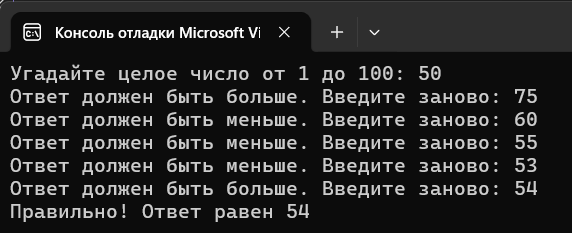 Консоль отладки Microsoft Vi
Угадайте целое число от 1 до 100: 50
Ответ должен быть больше. Введите заново: 75
Ответ должен быть меньше. Введите заново: 60
Ответ должен быть меньше. Введите заново: 55
Ответ должен быть меньше. Введите заново: 53
Ответ должен быть больше. Введите заново: 54
Правильно! Ответ равен 54